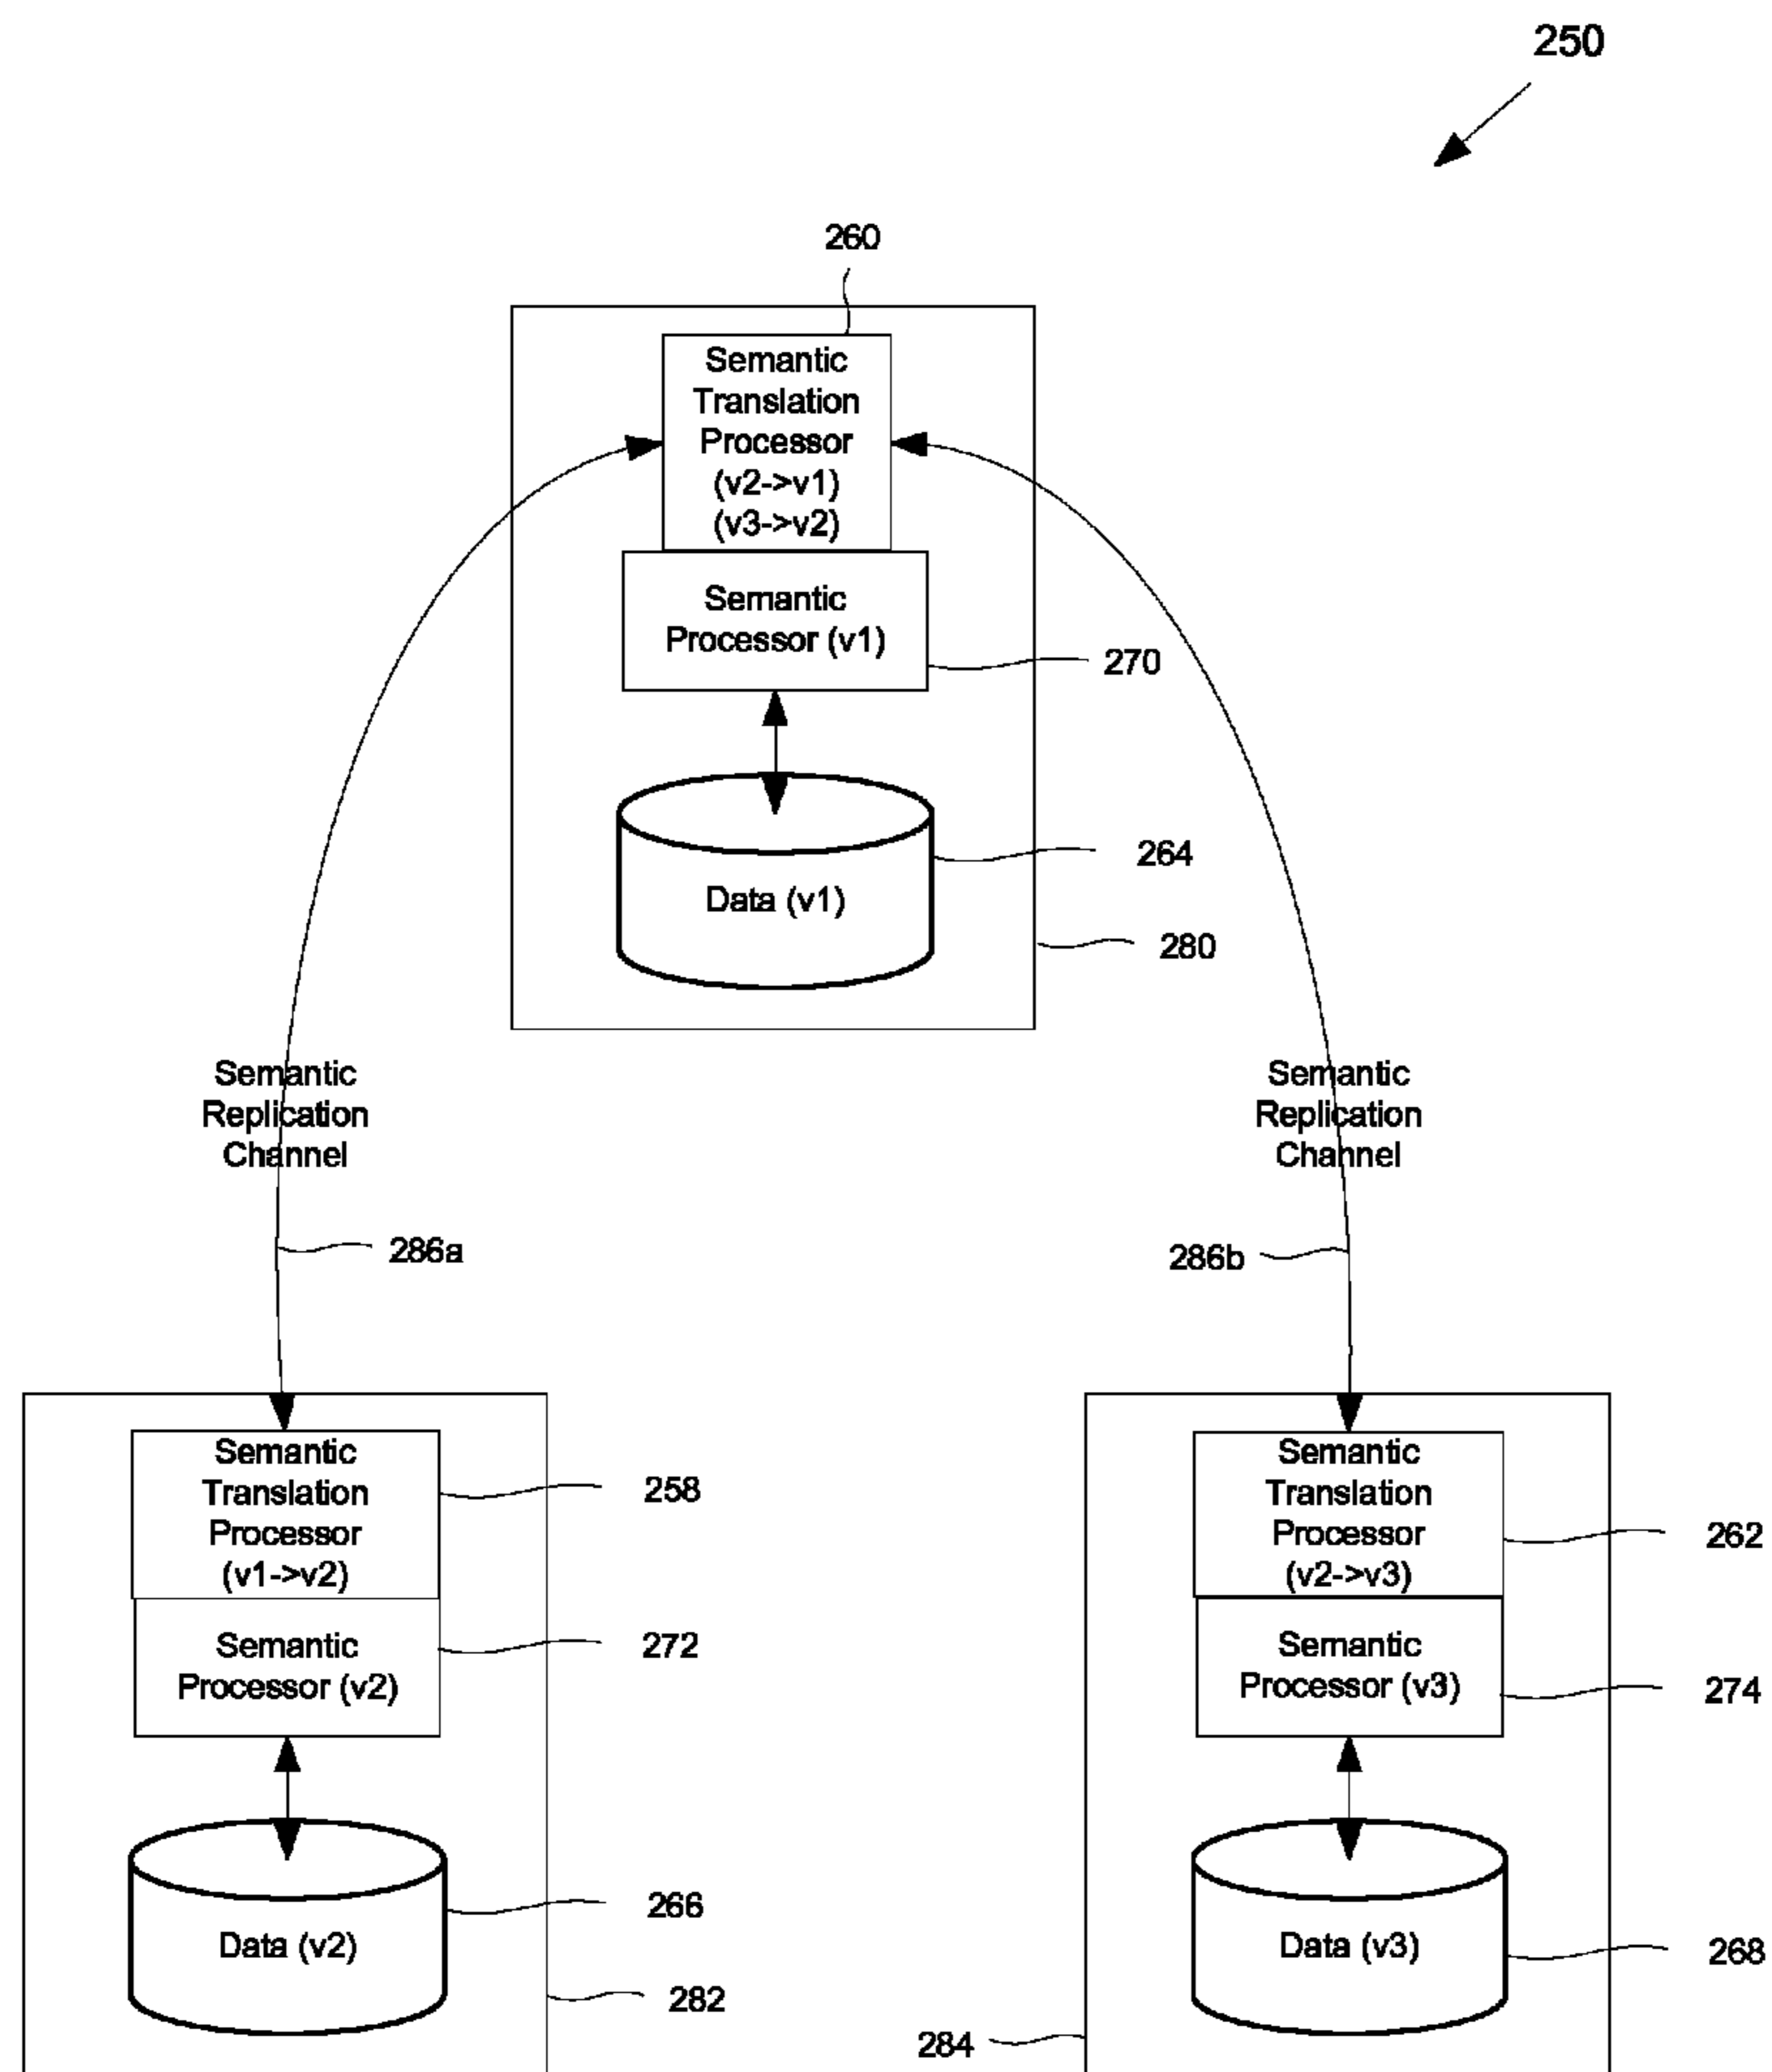 250
260
Semantic
Translation
Processor
(v2->v1)
(v3->v2)
Semantic
Processor (v1)
270
264
Data (v1)
280
Semantic
Replication
Channel
Semantic
Replication
Channel
286a
286b
Semantic
Translation
Processor
(v1->v2)
258
Semantic
Translation
Processor
(v2->v3)
262
Semantic
Processor (v2)
272
Semantic
Processor (v3)
274
266
Data (v2)
282
Data (v3)
268
284